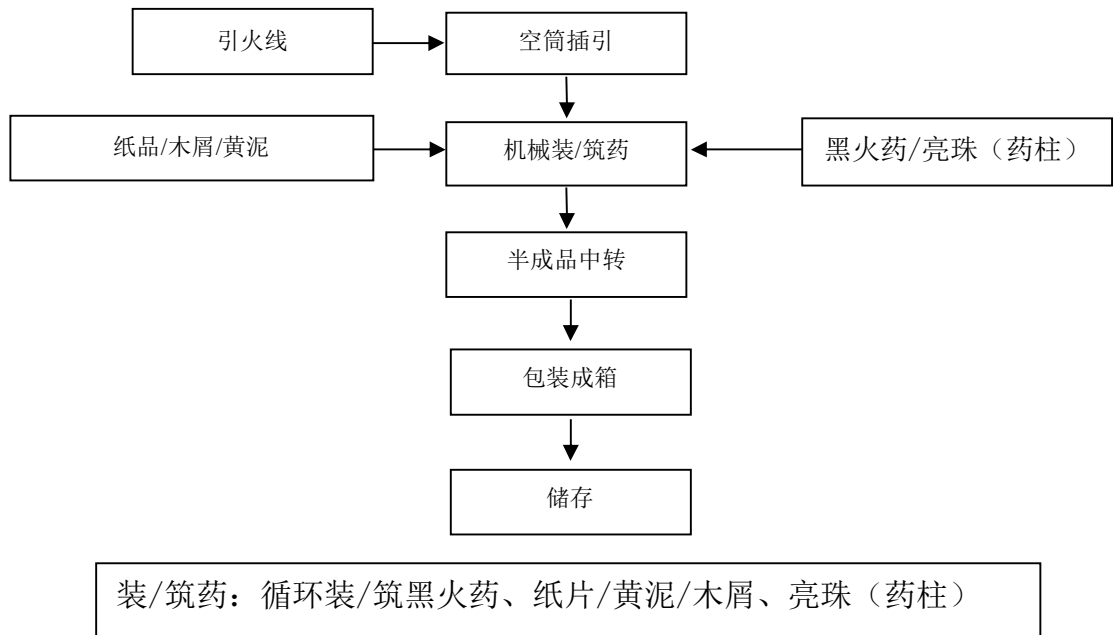 引火线
空筒插引
纸品/木屑/黄泥
机械装/筑药
黑火药/亮珠（药柱）
半成品中转
包装成箱
储存
装/筑药：循环装/筑黑火药、纸片/黄泥/木屑、亮珠（药柱）